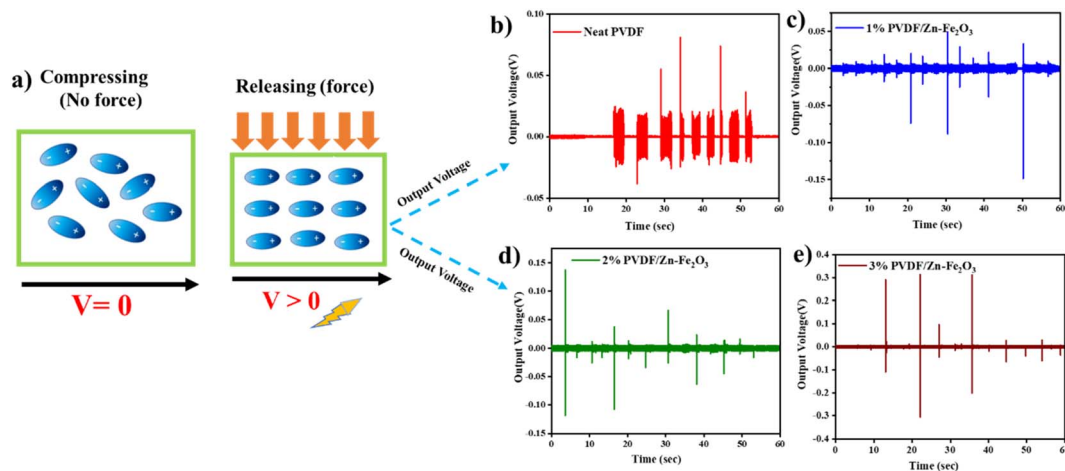 a)
Compressing
(No force)
Releasing (force)
- +
- +
- +
- +
- +
- +
- +
- +
- + - + - +
- + - + - +
- + - + - +
V= 0
V > 0
Output Voltage
Output Voltage
b)
Neat PVDF
Output Voltage(V)
0.10
0.05
0.00
-0.05
0 10 20 30 40 50 60
Time (sec)
c)
1% PVDF/Zn-Fe₂O₃
Output Voltage(V)
0.05
0.00
-0.05
-0.10
-0.15
0 10 20 30 40 50 60
Time (sec)
d)
2% PVDF/Zn-Fe₂O₃
Output Voltage(V)
0.15
0.10
0.05
0.00
-0.05
-0.10
-0.15
0 10 20 30 40 50 60
Time (sec)
e)
3% PVDF/Zn-Fe₂O₃
Output Voltage(V)
0.4
0.3
0.2
0.1
0.0
-0.1
-0.2
-0.3
-0.4
0 10 20 30 40 50 60
Time (sec)